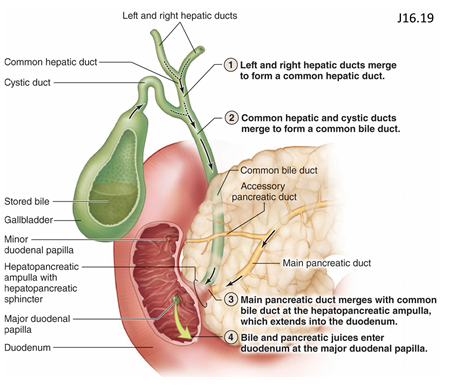 Left and right hepatic ducts
J16.19
Common hepatic duct
Cystic duct
1 Left and right hepatic ducts merge
to form a common hepatic duct.
2 Common hepatic and cystic ducts
merge to form a common bile duct.
Common bile duct
Accessory
pancreatic duct
Stored bile
Gallbladder
Minor
duodenal papilla
Hepatopancreatic
ampulla with
hepatopancreatic
sphincter
Main pancreatic duct
Major duodenal
papilla
Duodenum
3 Main pancreatic duct merges with common
bile duct at the hepatopancreatic ampulla,
which extends into the duodenum.
4 Bile and pancreatic juices enter
duodenum at the major duodenal papilla.